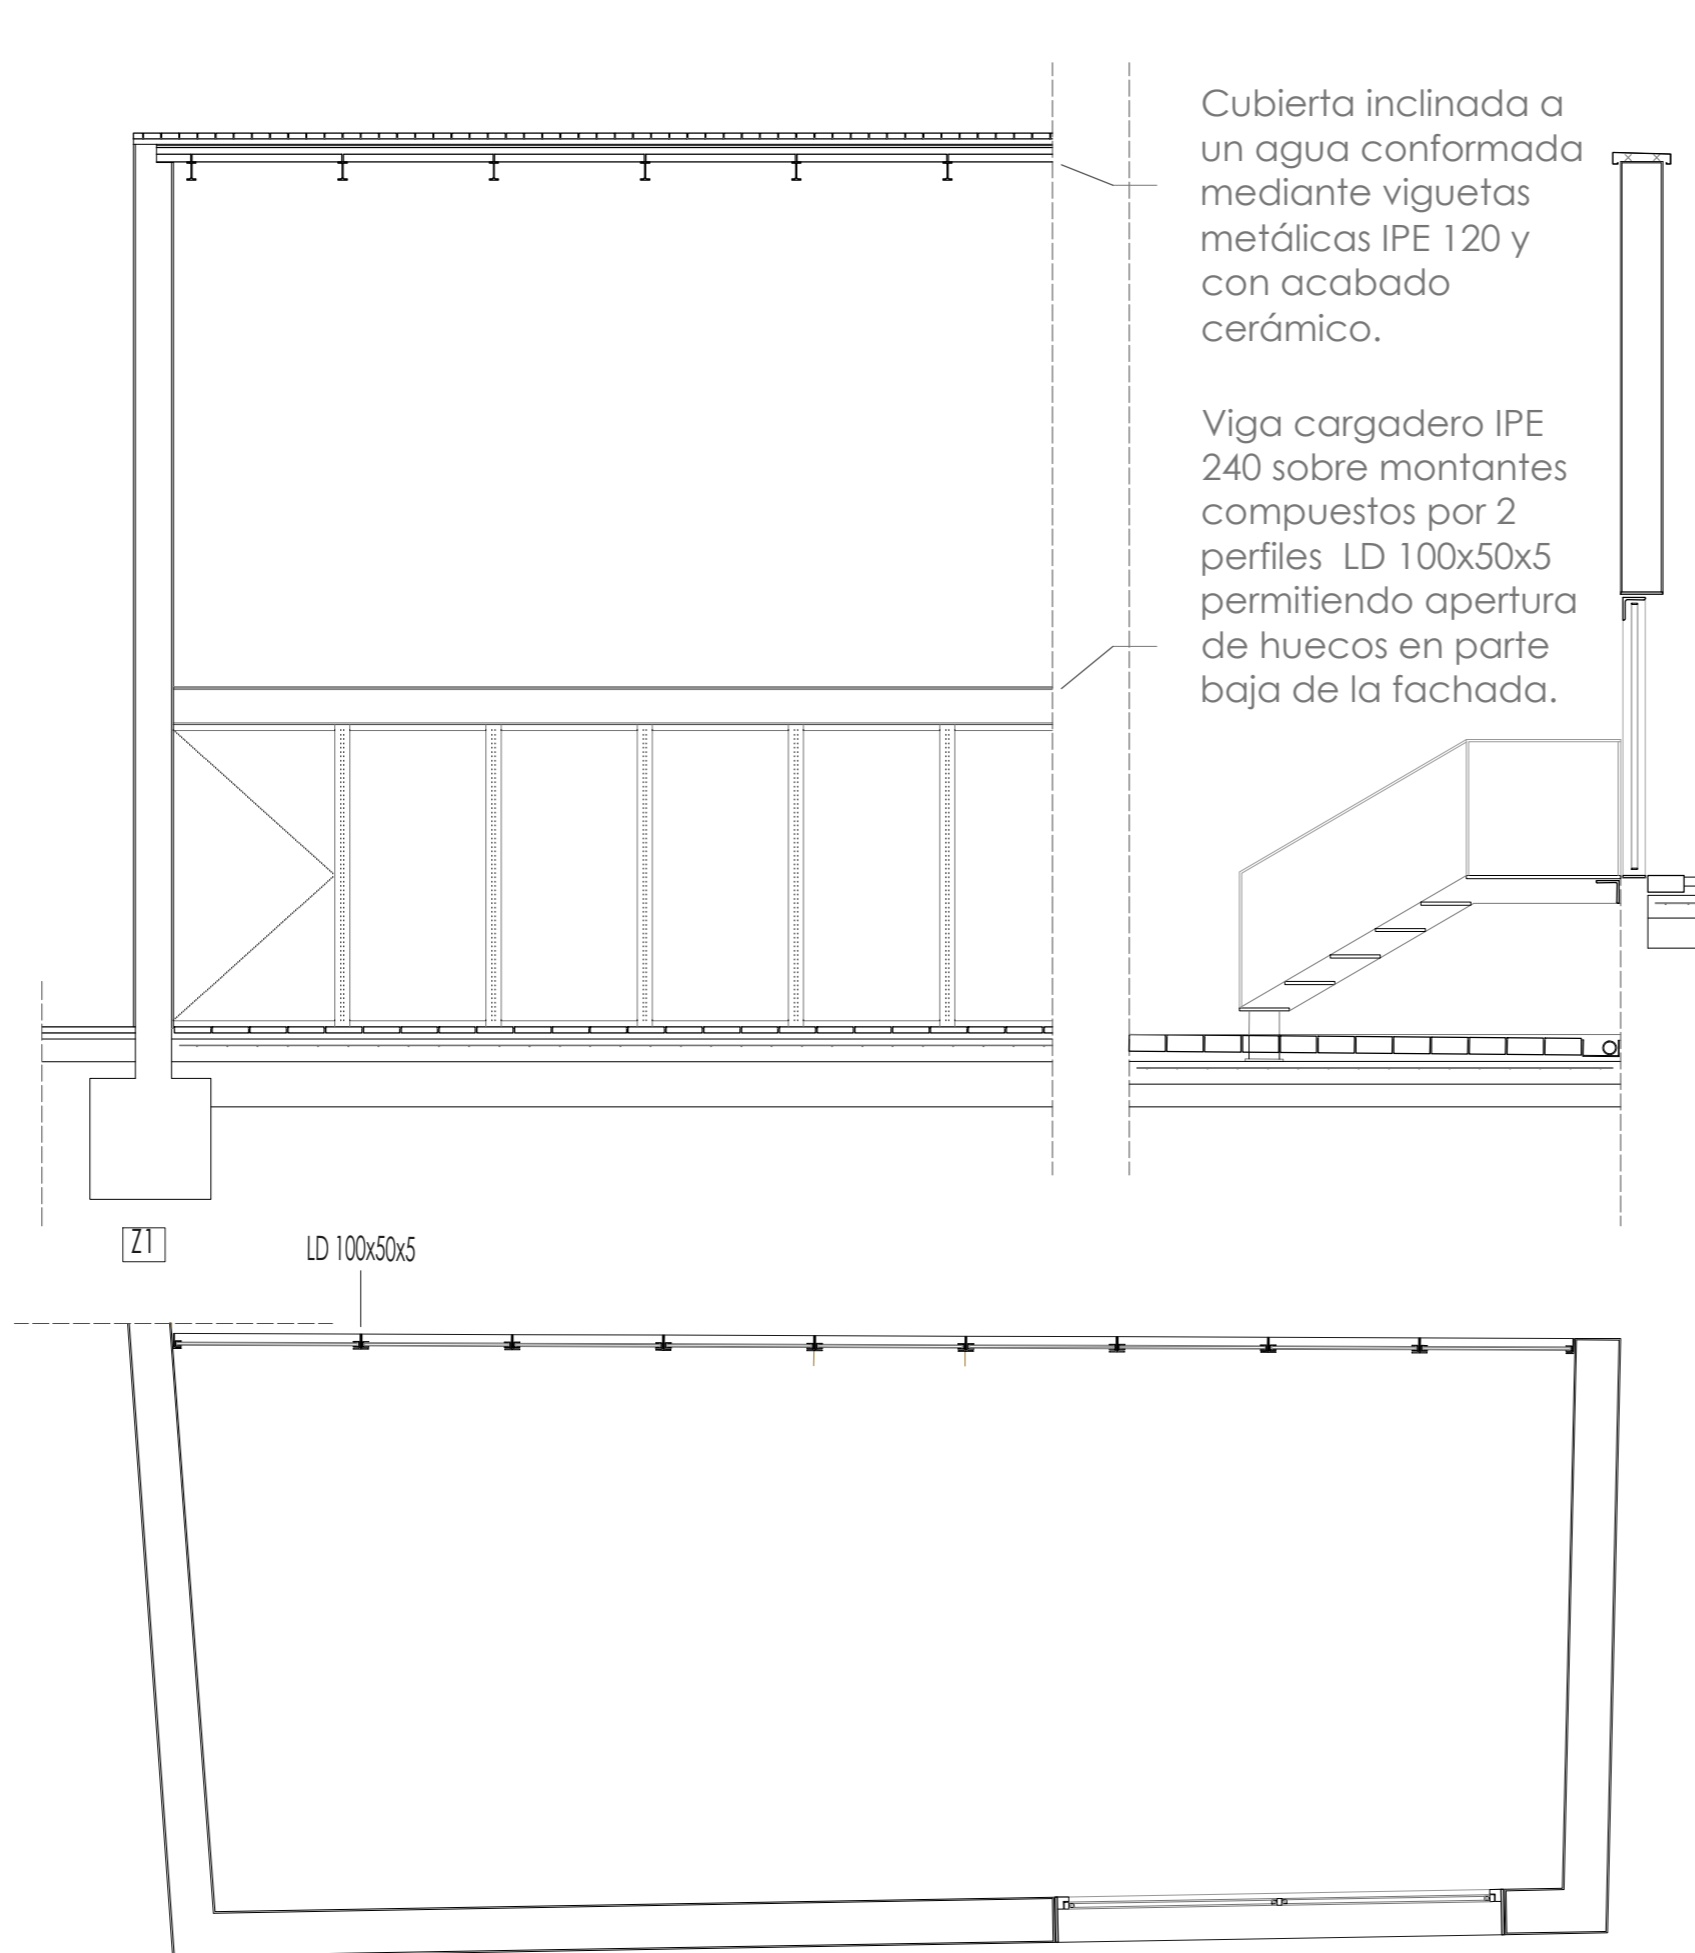 Cubierta inclinada a
un agua conformada
mediante viguetas
metálicas IPE 120 y
con acabado
cerámico.
Viga cargadero IPE
240 sobre montantes
compuestos por 2
perfiles LD 100x50x5
permitiendo apertura
de huecos en parte
baja de la fachada.
Z1
LD 100x50x5